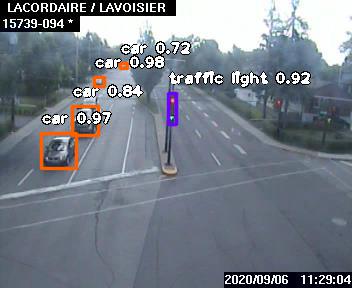 LACORDAIRE / LAVOISIER
15739-094 *
car 0.72
car 0.98
traffic light 0.92
car 0.84
car 0.97
2020/09/06 11:29:04